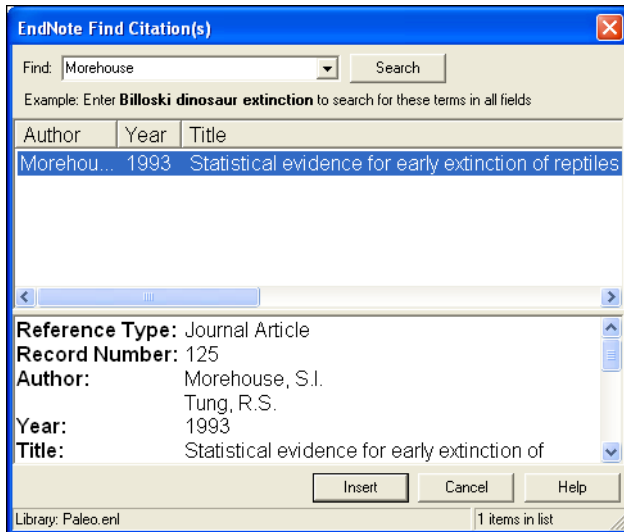 EndNote Find Citation(s)
Find: Morehouse Search
Example: Enter Billoski dinosaur extinction to search for these terms in all fields
Author Year Title
Morehou... 1993 Statistical evidence for early extinction of reptiles
Reference Type: Journal Article
Record Number: 125
Author: Morehouse, S.I.
Tung, R.S.
Year: 1993
Title: Statistical evidence for early extinction of
Insert Cancel Help
Library: Paleo.enl 1 items in list